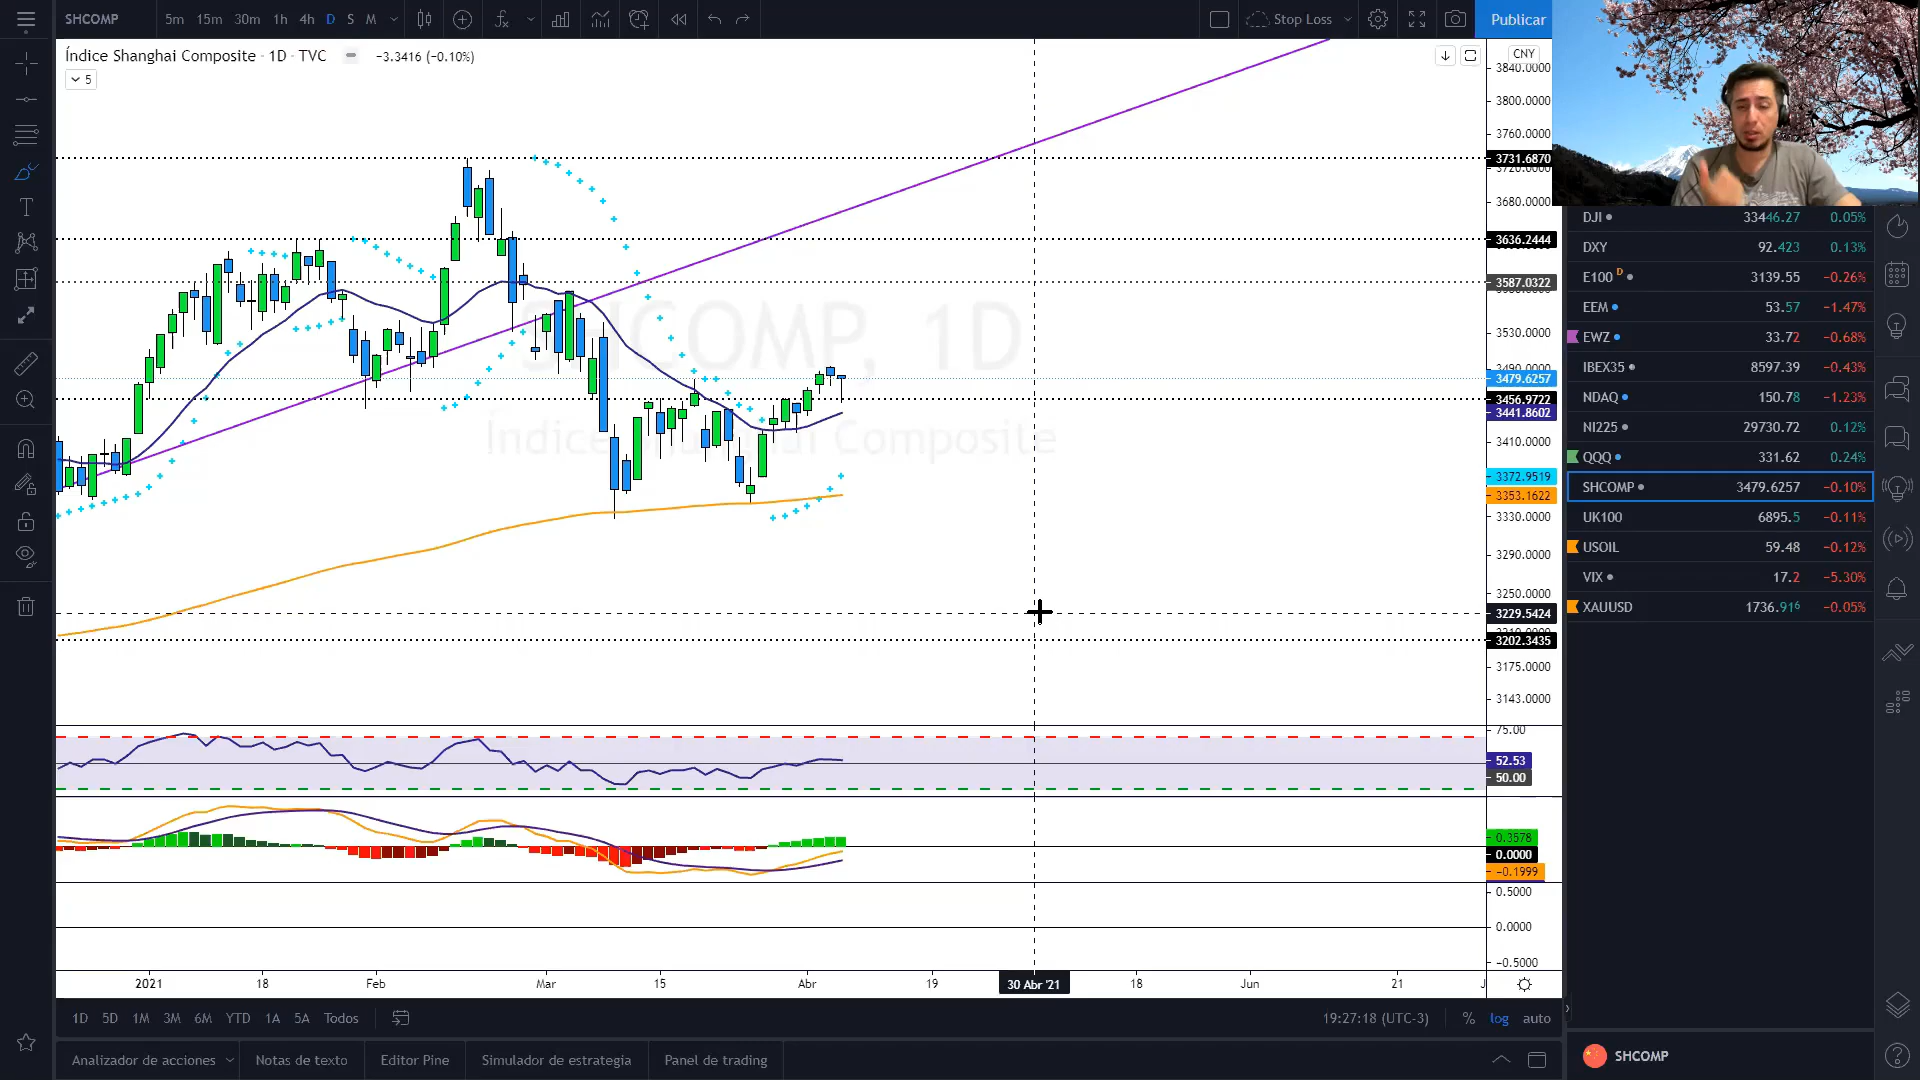 SHCOMP 5m 15m 30m 1h 4h D S M Stop Loss Publicar
Índice Shanghai Composite · 1D · TVC −3.3416 (−0.10%)
5
CNY
SHCOMP, 1D
Índice Shanghai Composite
3840.0000
3800.0000
3760.0000
3731.6870
3720.0000
3680.0000
3636.2444
3587.0322
3530.0000
3490.0000
3479.6257
3456.9722
3441.8602
3410.0000
3372.9519
3353.1622
3330.0000
3290.0000
3250.0000
3229.5424
3202.3435
3175.0000
3143.0000
75.00
52.53
50.00
0.3578
0.0000
−0.1999
0.5000
0.0000
−0.5000
2021 18 Feb Mar 15 Abr 19 30 Abr '21 18 Jun 21
1D 5D 1M 3M 6M YTD 1A 5A Todos 19:27:18 (UTC-3) % log auto
Analizador de acciones Notas de texto Editor Pine Simulador de estrategia Panel de trading
DJI 33446.27 0.05%
DXY 92.423 0.13%
E100 D 3139.55 −0.26%
EEM 53.57 −1.47%
EWZ 33.72 −0.68%
IBEX35 8597.39 −0.43%
NDAQ 150.78 −1.23%
NI225 29730.72 0.12%
QQQ 331.62 0.24%
SHCOMP 3479.6257 −0.10%
UK100 6895.5 −0.11%
USOIL 59.48 −0.12%
VIX 17.2 −5.30%
XAUUSD 1736.916 −0.05%
SHCOMP